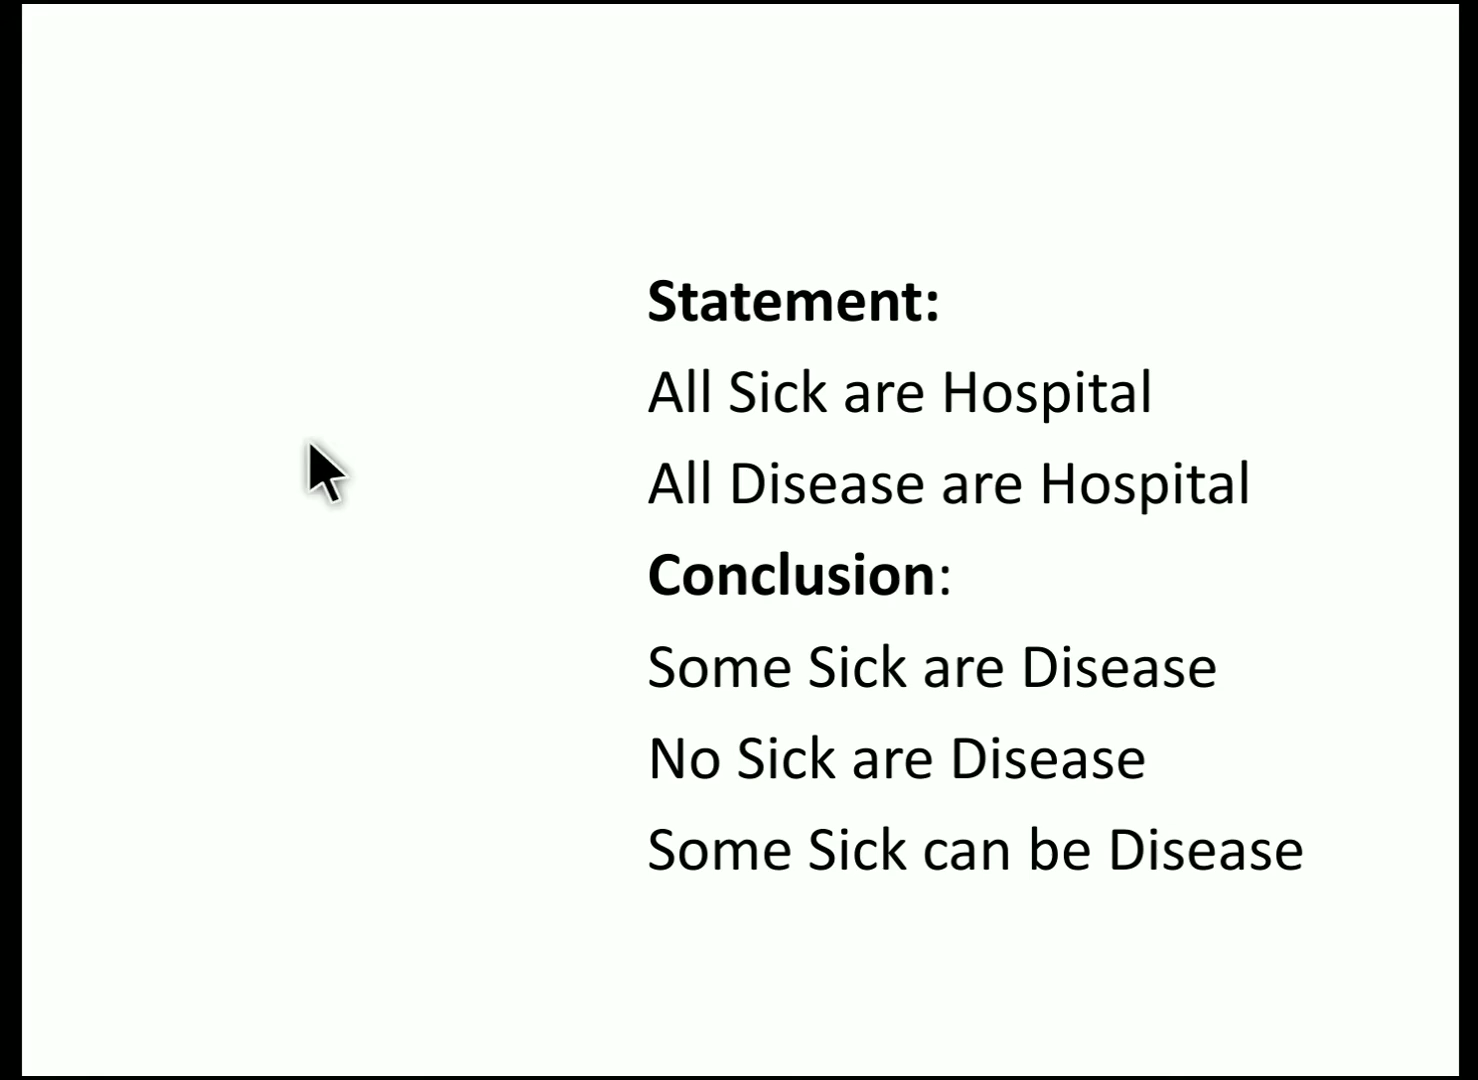 Statement:
All Sick are Hospital
All Disease are Hospital
Conclusion:
Some Sick are Disease
No Sick are Disease
Some Sick can be Disease